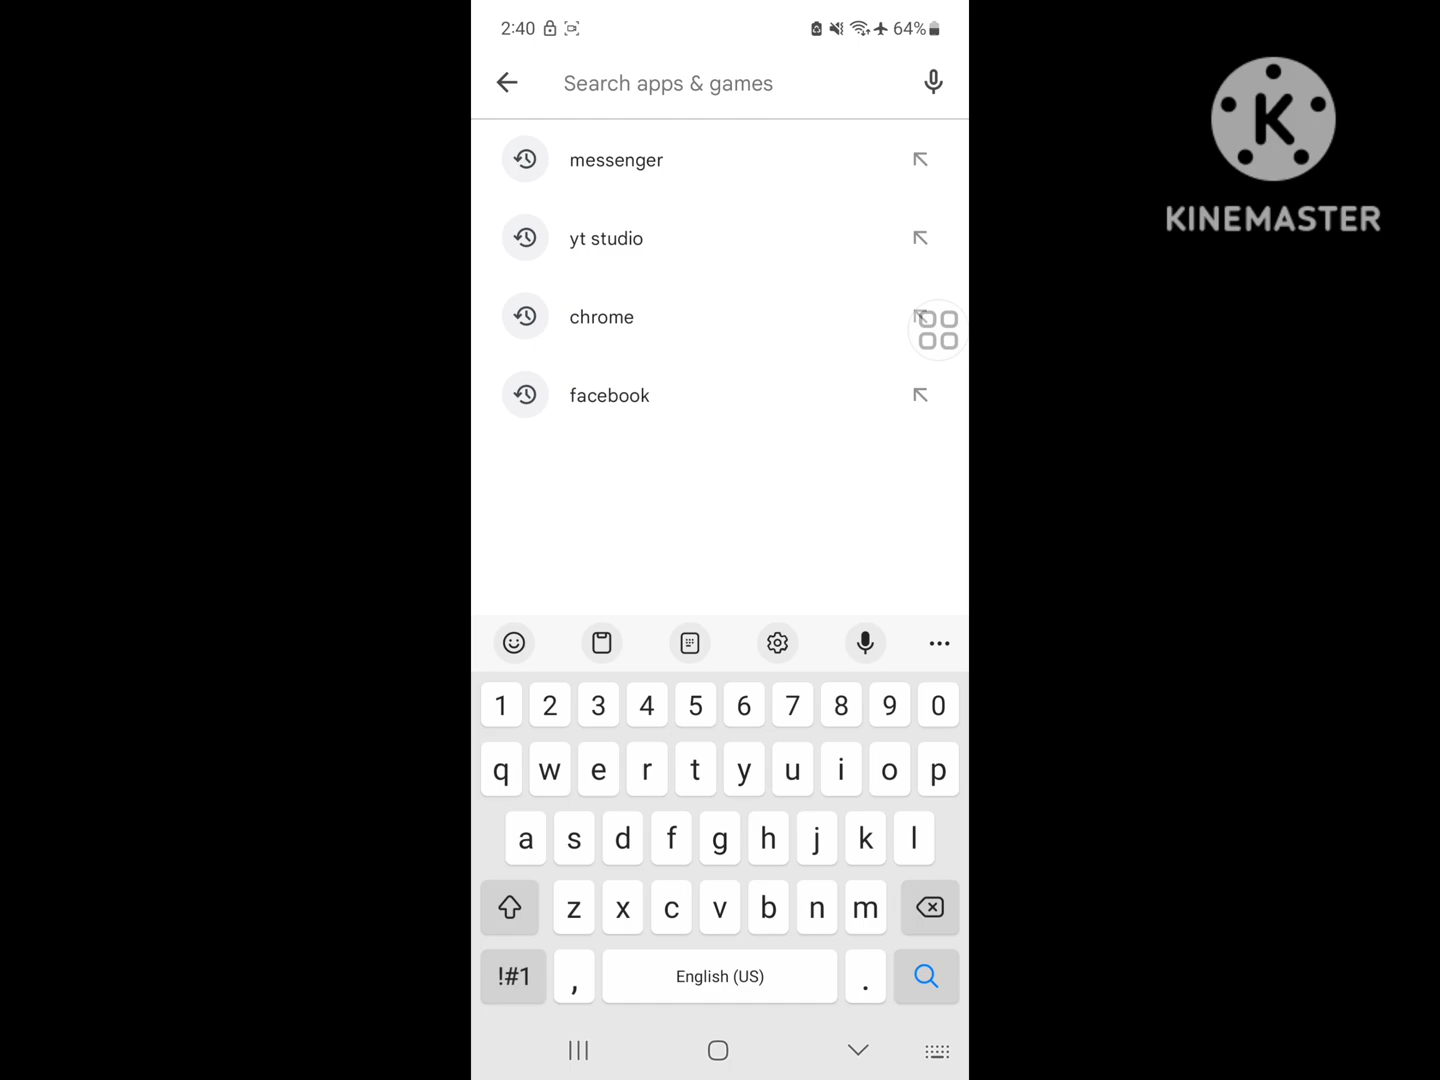 2:40
64%
Search apps & games
K
KINEMASTER
messenger
yt studio
chrome
facebook
1 2 3 4 5 6 7 8 9 0
q w e r t y u i o p
a s d f g h j k l
z x c v b n m
!#1 , English (US) .